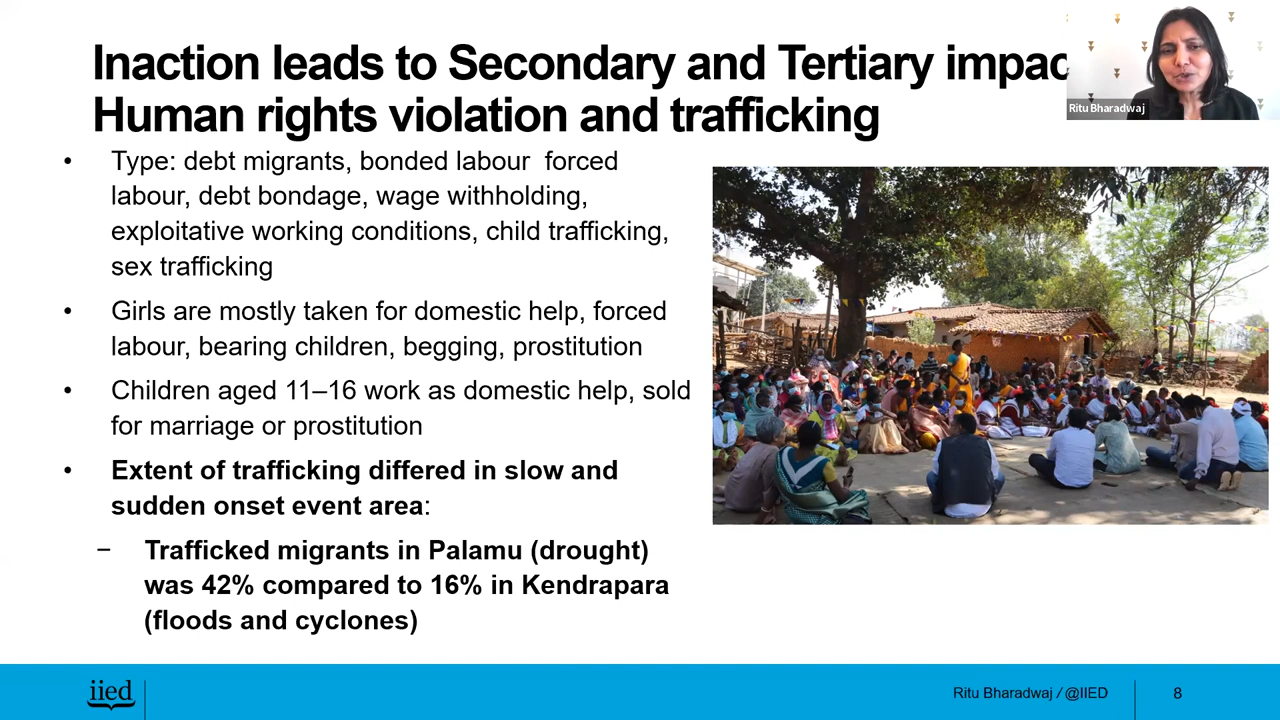 Inaction leads to Secondary and Tertiary impac
Human rights violation and trafficking
Ritu Bharadwaj
• Type: debt migrants, bonded labour forced
labour, debt bondage, wage withholding,
exploitative working conditions, child trafficking,
sex trafficking
• Girls are mostly taken for domestic help, forced
labour, bearing children, begging, prostitution
• Children aged 11–16 work as domestic help, sold
for marriage or prostitution
• Extent of trafficking differed in slow and
sudden onset event area:
− Trafficked migrants in Palamu (drought)
was 42% compared to 16% in Kendrapara
(floods and cyclones)
iied
Ritu Bharadwaj / @IIED
8